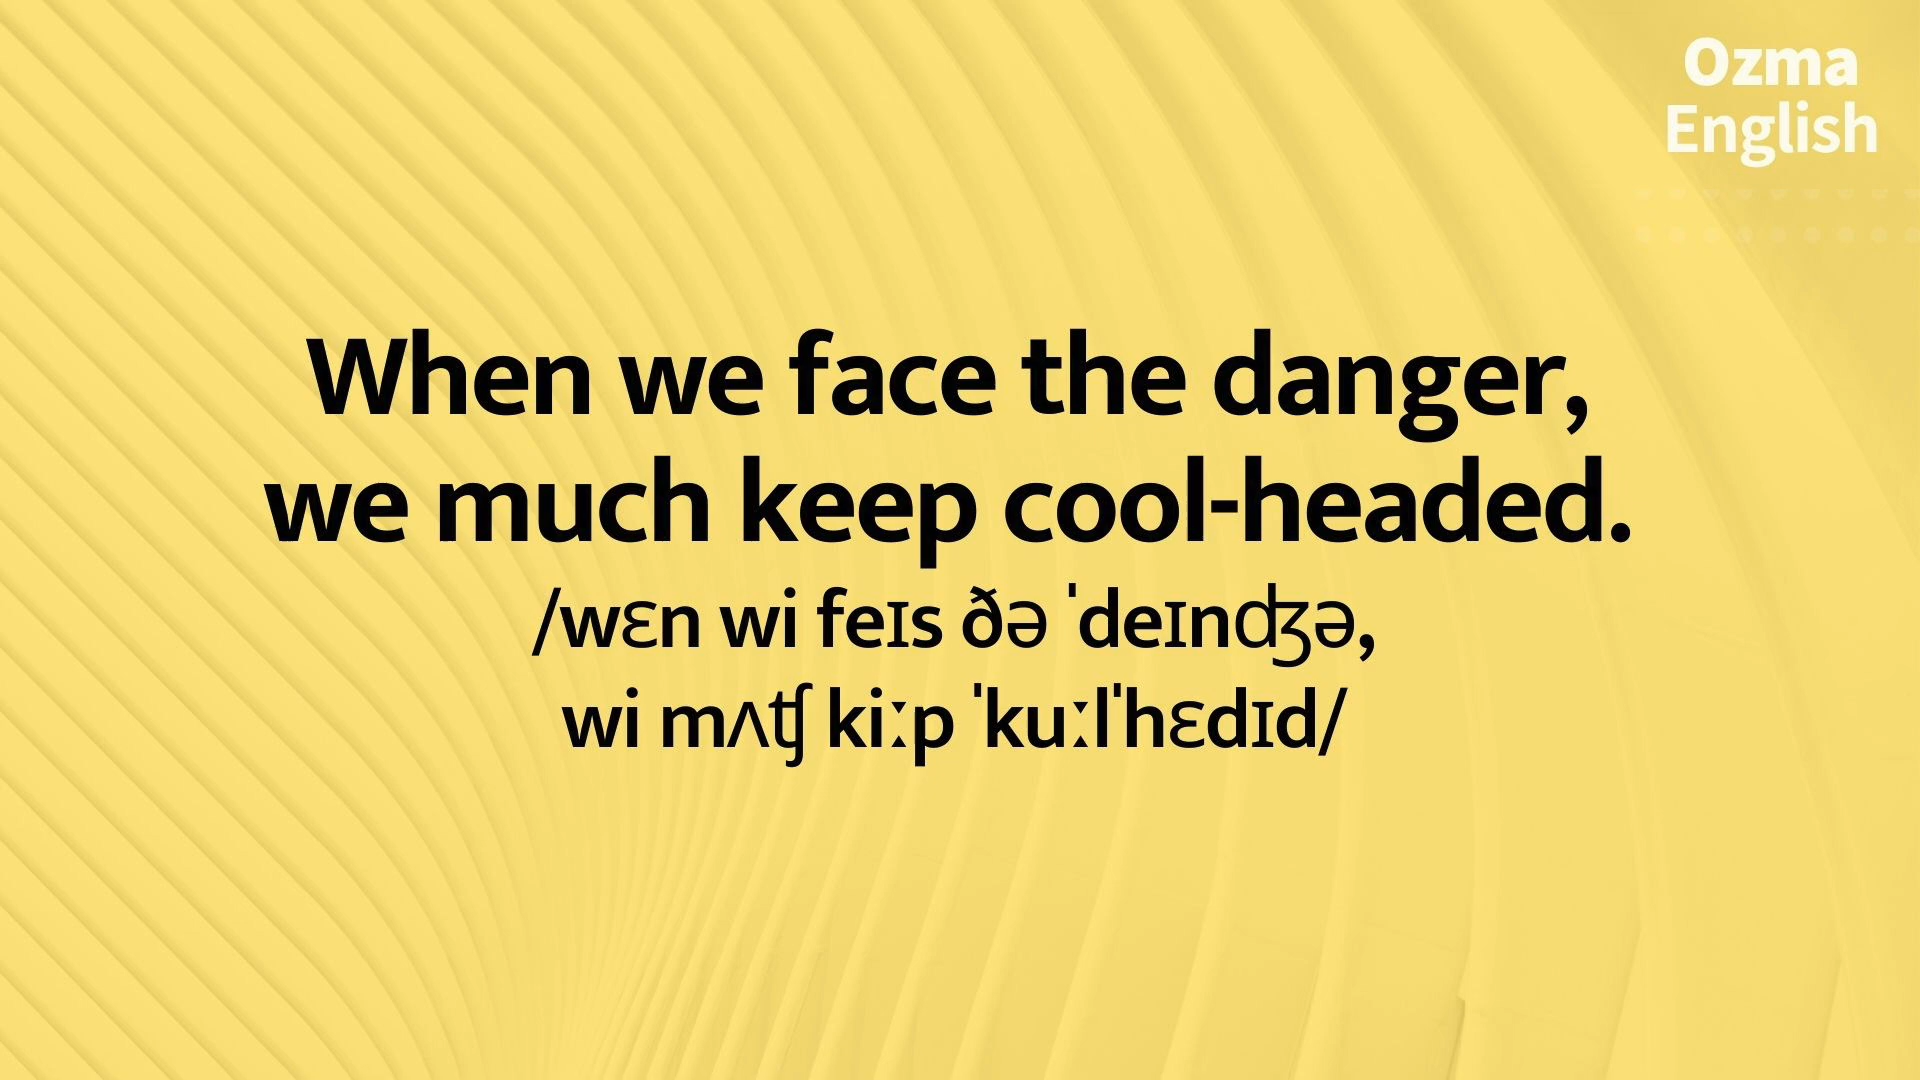 Ozma
English
When we face the danger,
we much keep cool-headed.
/wɛn wi feɪs ðə ˈdeɪnʤə,
wi mʌʧ kiːp ˈkuːlˈhɛdɪd/